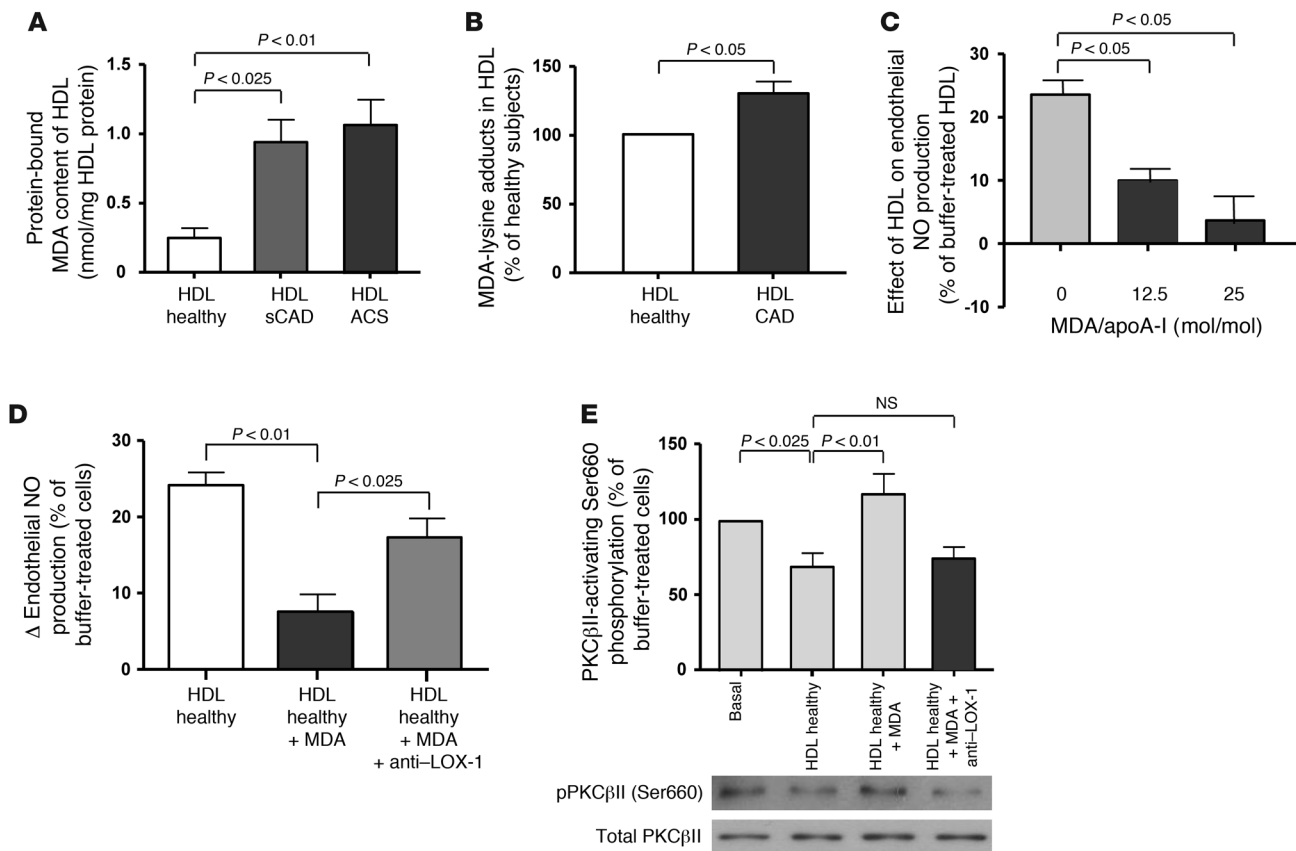 A
Protein-bound
MDA content of HDL
(nmol/mg HDL protein)
P < 0.01
P < 0.025
1.5
1.0
0.5
0
HDL
healthy
HDL
sCAD
HDL
ACS
B
MDA-lysine adducts in HDL
(% of healthy subjects)
P < 0.05
150
100
50
0
HDL
healthy
HDL
CAD
C
Effect of HDL on endothelial
NO production
(% of buffer-treated HDL)
P < 0.05
P < 0.05
30
20
10
0
-10
0
12.5
25
MDA/apoA-I (mol/mol)
D
Δ Endothelial NO
production (% of
buffer-treated cells)
P < 0.01
P < 0.025
30
20
10
0
HDL
healthy
HDL
healthy
+ MDA
HDL
healthy
+ MDA
+ anti–LOX-1
E
PKCβII-activating Ser660
phosphorylation (% of
buffer-treated cells)
NS
P < 0.025
P < 0.01
150
100
50
0
Basal
HDL healthy
HDL healthy
+ MDA
HDL healthy
+ MDA +
anti–LOX-1
pPKCβII (Ser660)
Total PKCβII